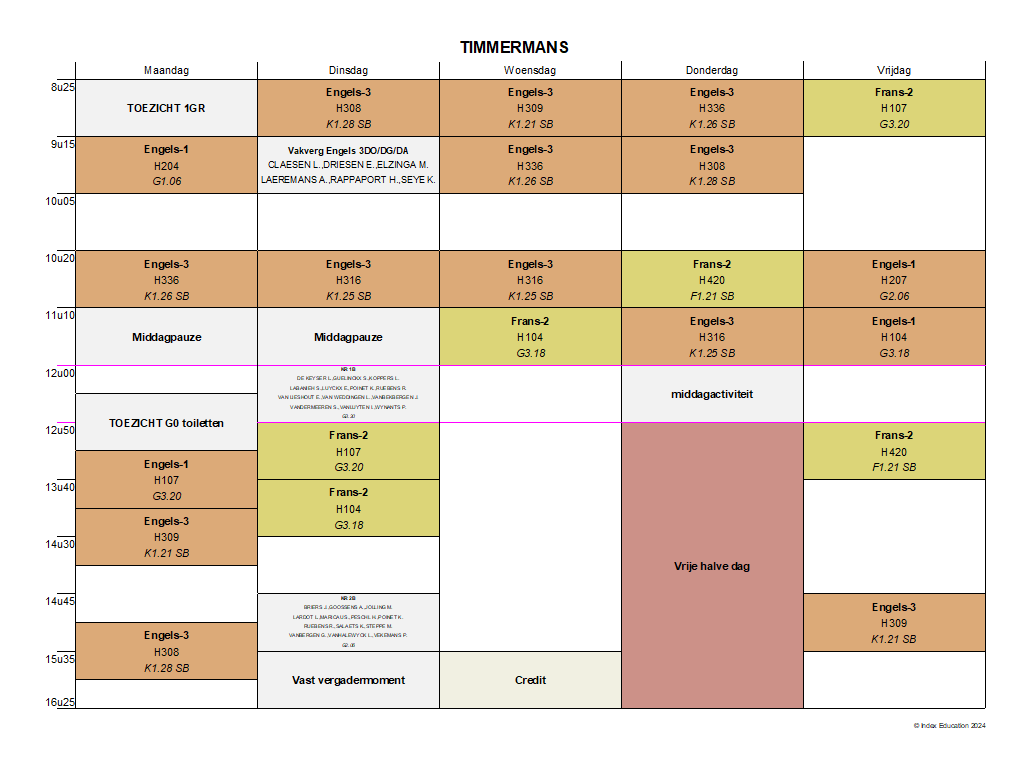 TIMMERMANS
Maandag
Dinsdag
Woensdag
Donderdag
Vrijdag
8u25
TOEZICHT 1GR
Engels-3
H308
K1.28 SB
Engels-3
H309
K1.21 SB
Engels-3
H336
K1.26 SB
Frans-2
H107
G3.20
9u15
Engels-1
H204
G1.06
Vakverg Engels 3DO/DG/DA
CLAESEN L.,DRIESEN E.,ELZINGA M.
LAEREMANS A.,RAPPAPORT H.,SEYE K.
Engels-3
H336
K1.26 SB
Engels-3
H308
K1.28 SB
10u05
10u20
Engels-3
H336
K1.26 SB
Engels-3
H316
K1.25 SB
Engels-3
H316
K1.25 SB
Frans-2
H420
F1.21 SB
Engels-1
H207
G2.06
11u10
Middagpauze
Middagpauze
Frans-2
H104
G3.18
Engels-3
H316
K1.25 SB
Engels-1
H104
G3.18
12u00
KR 1B
DE KEYSER L.,GUELINCKX S.,KOPPERS L.
LABANIEH S.,LUYCKX E.,POINET K.,RUEBENS R.
VAN LIESHOUT E.,VAN WEDDINGEN L.,VANBENBERGEN J.
VANDERMEEREN S.,VANLUYTEN I.,WYNANTS P.
G3.20
middagactiviteit
TOEZICHT G0 toiletten
12u50
Frans-2
H107
G3.20
Vrije halve dag
Frans-2
H420
F1.21 SB
Engels-1
H107
G3.20
13u40
Frans-2
H104
G3.18
Engels-3
H309
K1.21 SB
14u30
14u45
KR 2B
BRIERS J.,GOOSSENS A.,JOLLING M.
LARDOT L.,MARICAU S.,PESCH I. H.,POINET K.
RUEBENS R.,SALAETS K.,STEPPE M.
VANBERGEN G.,VANHALEWYCK L.,VEKEMANS P.
G2.06
Engels-3
H309
K1.21 SB
Engels-3
H308
K1.28 SB
15u35
Vast vergadermoment
Credit
16u25
© Index Education 2024